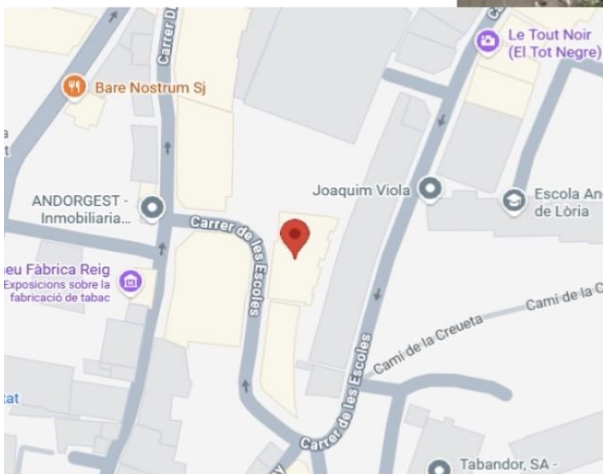 Le Tout Noir
(El Tot Negre)
Bare Nostrum Sj
Joaquim Viola
ANDORGEST -
Inmobiliaria...
Escola An
de Lòria
Carrer de les Escoles
seu Fàbrica Reig
Exposicions sobre la
fabricació de tabac
Camí de la C
Camí de la Creueta
tat
Carrer de les Escoles
Tabandor, SA -